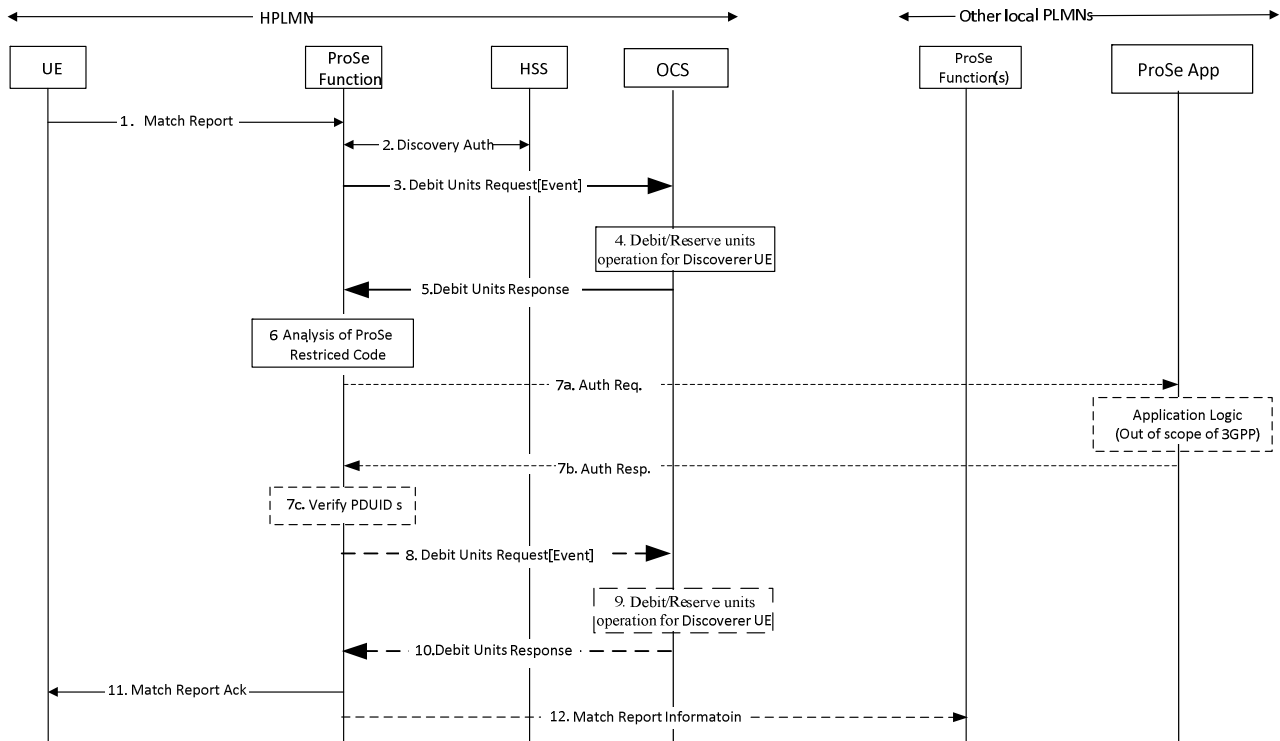 HPLMN
Other local PLMNs
UE
ProSe
Function
HSS
OCS
ProSe
Function(s)
ProSe App
1. Match Report
2. Discovery Auth
3. Debit Units Request[Event]
4. Debit/Reserve units
operation for Discoverer UE
5.Debit Units Response
6 Analysis of ProSe
Restriced Code
7a. Auth Req.
Application Logic
(Out of scope of 3GPP)
7b. Auth Resp.
7c. Verify PDUID s
8. Debit Units Request[Event]
9. Debit/Reserve units
operation for Discoverer UE
10.Debit Units Response
11. Match Report Ack
12. Match Report Informatoin